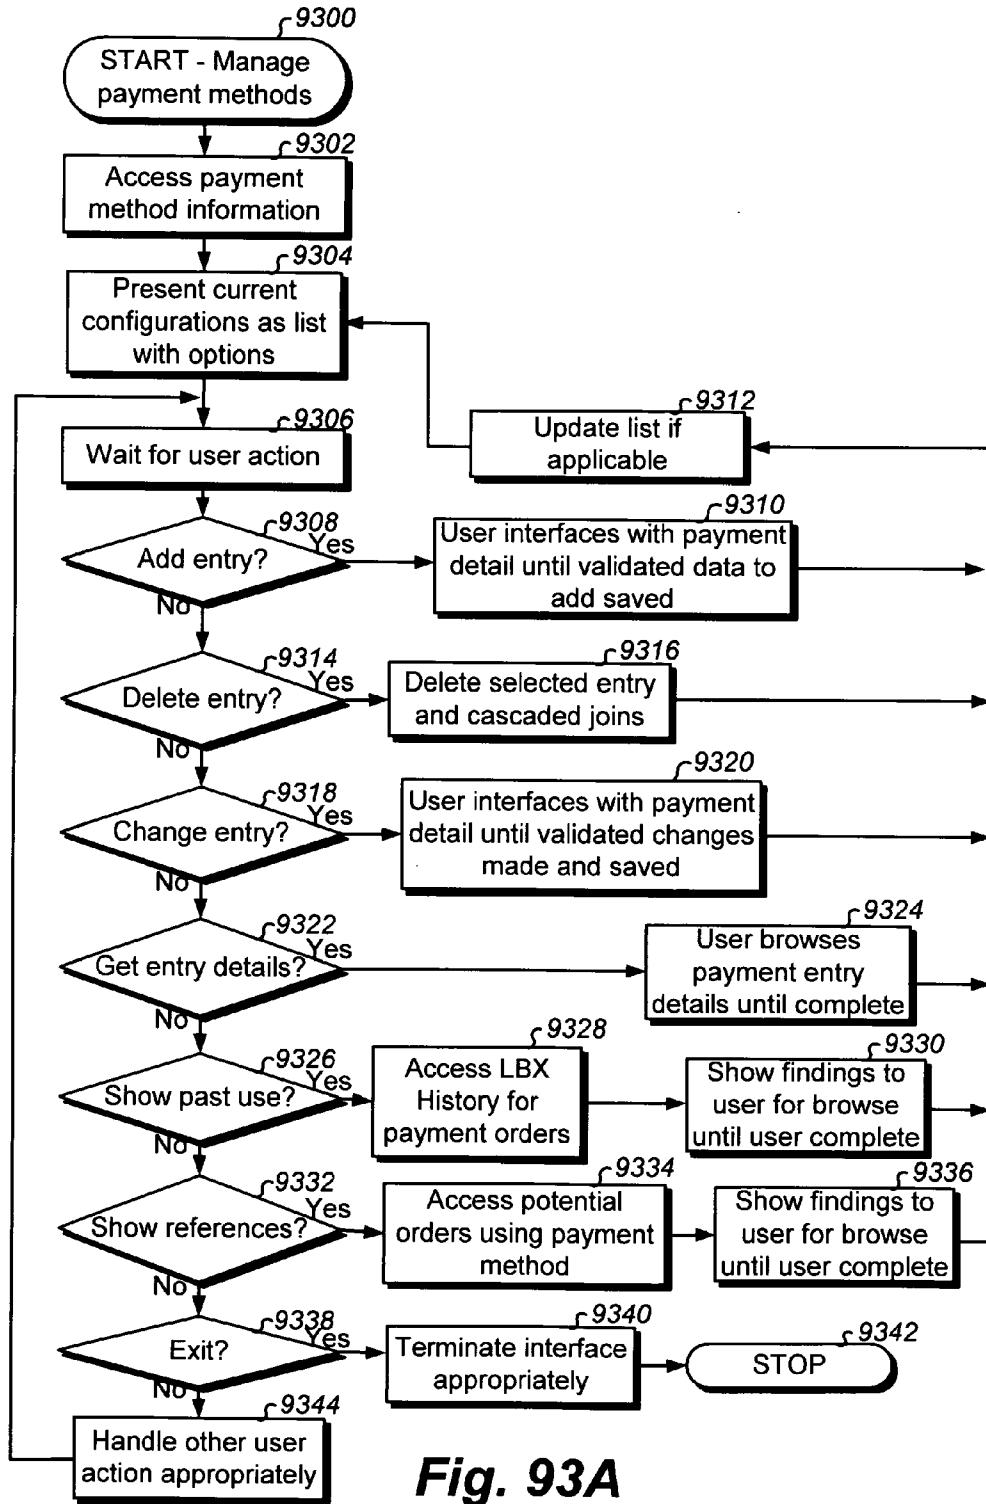 9300
START - Manage
payment methods
9302
Access payment
method information
9304
Present current
configurations as list
with options
9306
Wait for user action
9312
Update list if
applicable
9308
Add entry?
Yes
No
9310
User interfaces with payment
detail until validated data to
add saved
9314
Delete entry?
Yes
No
9316
Delete selected entry
and cascaded joins
9318
Change entry?
Yes
No
9320
User interfaces with payment
detail until validated changes
made and saved
9322
Get entry details?
Yes
No
9324
User browses
payment entry
details until complete
9326
Show past use?
Yes
No
9328
Access LBX
History for
payment orders
9330
Show findings to
user for browse
until user complete
9332
Show references?
Yes
No
9334
Access potential
orders using payment
method
9336
Show findings to
user for browse
until user complete
9338
Exit?
Yes
No
9340
Terminate interface
appropriately
9342
STOP
9344
Handle other user
action appropriately
Fig. 93A